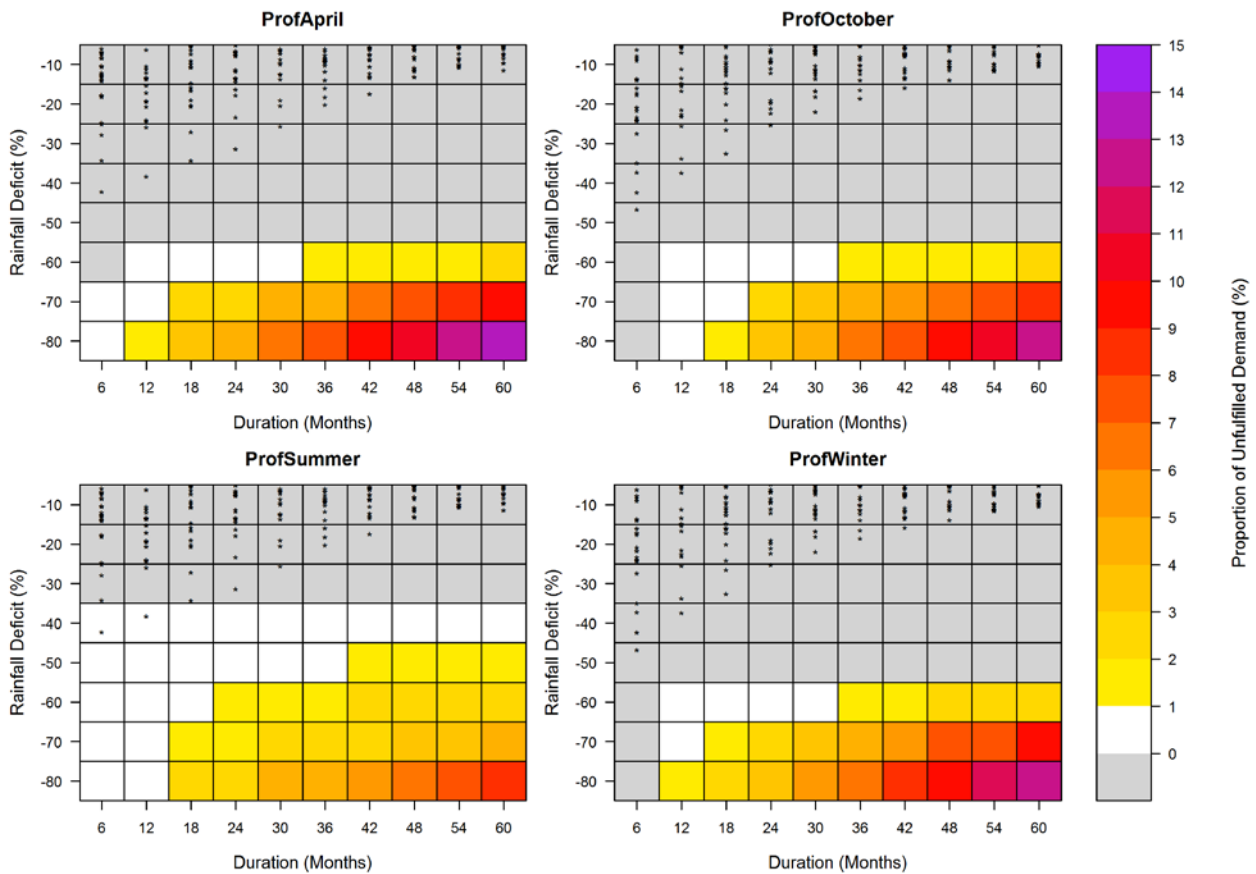 ProfApril
Rainfall Deficit (%)
-10
-20
-30
-40
-50
-60
-70
-80
6 12 18 24 30 36 42 48 54 60
Duration (Months)
ProfOctober
Rainfall Deficit (%)
-10
-20
-30
-40
-50
-60
-70
-80
6 12 18 24 30 36 42 48 54 60
Duration (Months)
ProfSummer
Rainfall Deficit (%)
-10
-20
-30
-40
-50
-60
-70
-80
6 12 18 24 30 36 42 48 54 60
Duration (Months)
ProfWinter
Rainfall Deficit (%)
-10
-20
-30
-40
-50
-60
-70
-80
6 12 18 24 30 36 42 48 54 60
Duration (Months)
15
14
13
12
11
10
9
8
7
6
5
4
3
2
1
0
Proportion of Unfulfilled Demand (%)